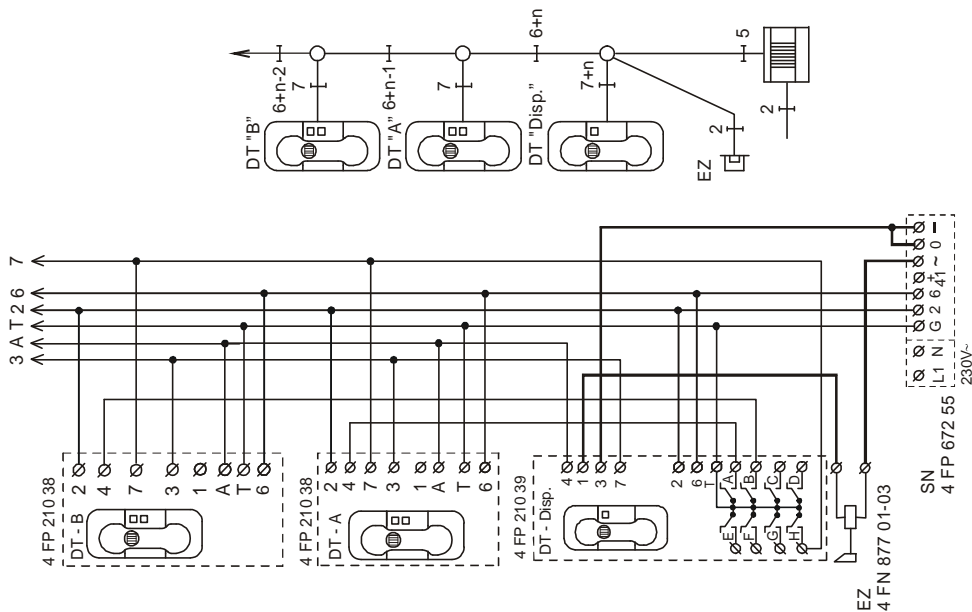 6+n-2
6+n-1
6+n
5
7
7
7+n
2
2
DT "B"
DT "A"
DT "Disp."
EZ
7
6
2
T
A
3
– 0 ~ + 41 6 2 G N L1
230V~
SN
4 FP 672 55
4 FP 210 38
DT - B
2 4 7 3 1 A T 6
4 FP 210 38
DT - A
2 4 7 3 1 A T 6
4 FP 210 39
DT - Disp.
4 1 3 7 2 6 T A B C D
E F G H
EZ
4 FN 877 01-03